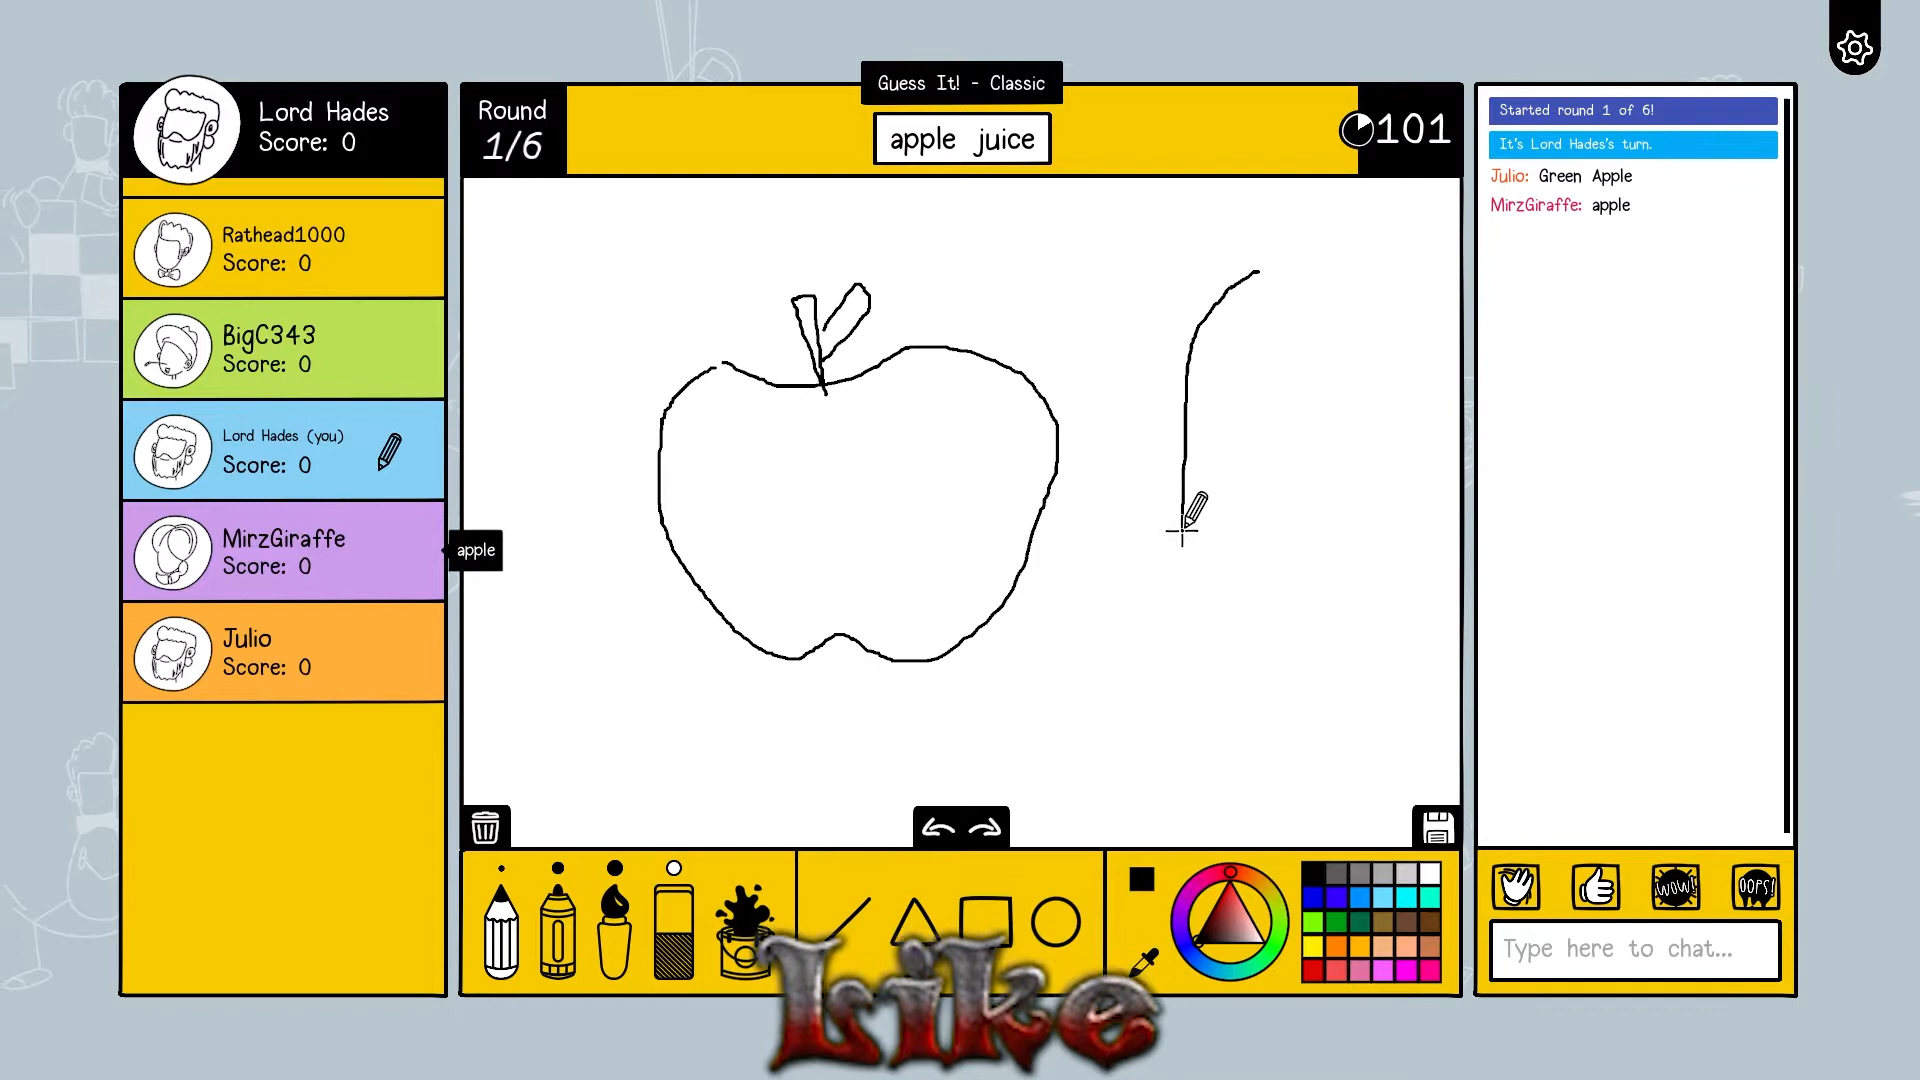 Guess It! - Classic
Lord Hades
Score: 0
Round
1/6
apple juice
101
Rathead1000
Score: 0
BigC343
Score: 0
Lord Hades (you)
Score: 0
MirzGiraffe
Score: 0
apple
Julio
Score: 0
Started round 1 of 6!
It's Lord Hades's turn.
Julio: Green Apple
MirzGiraffe: apple
WOW!
OOPS!
Type here to chat...
Like